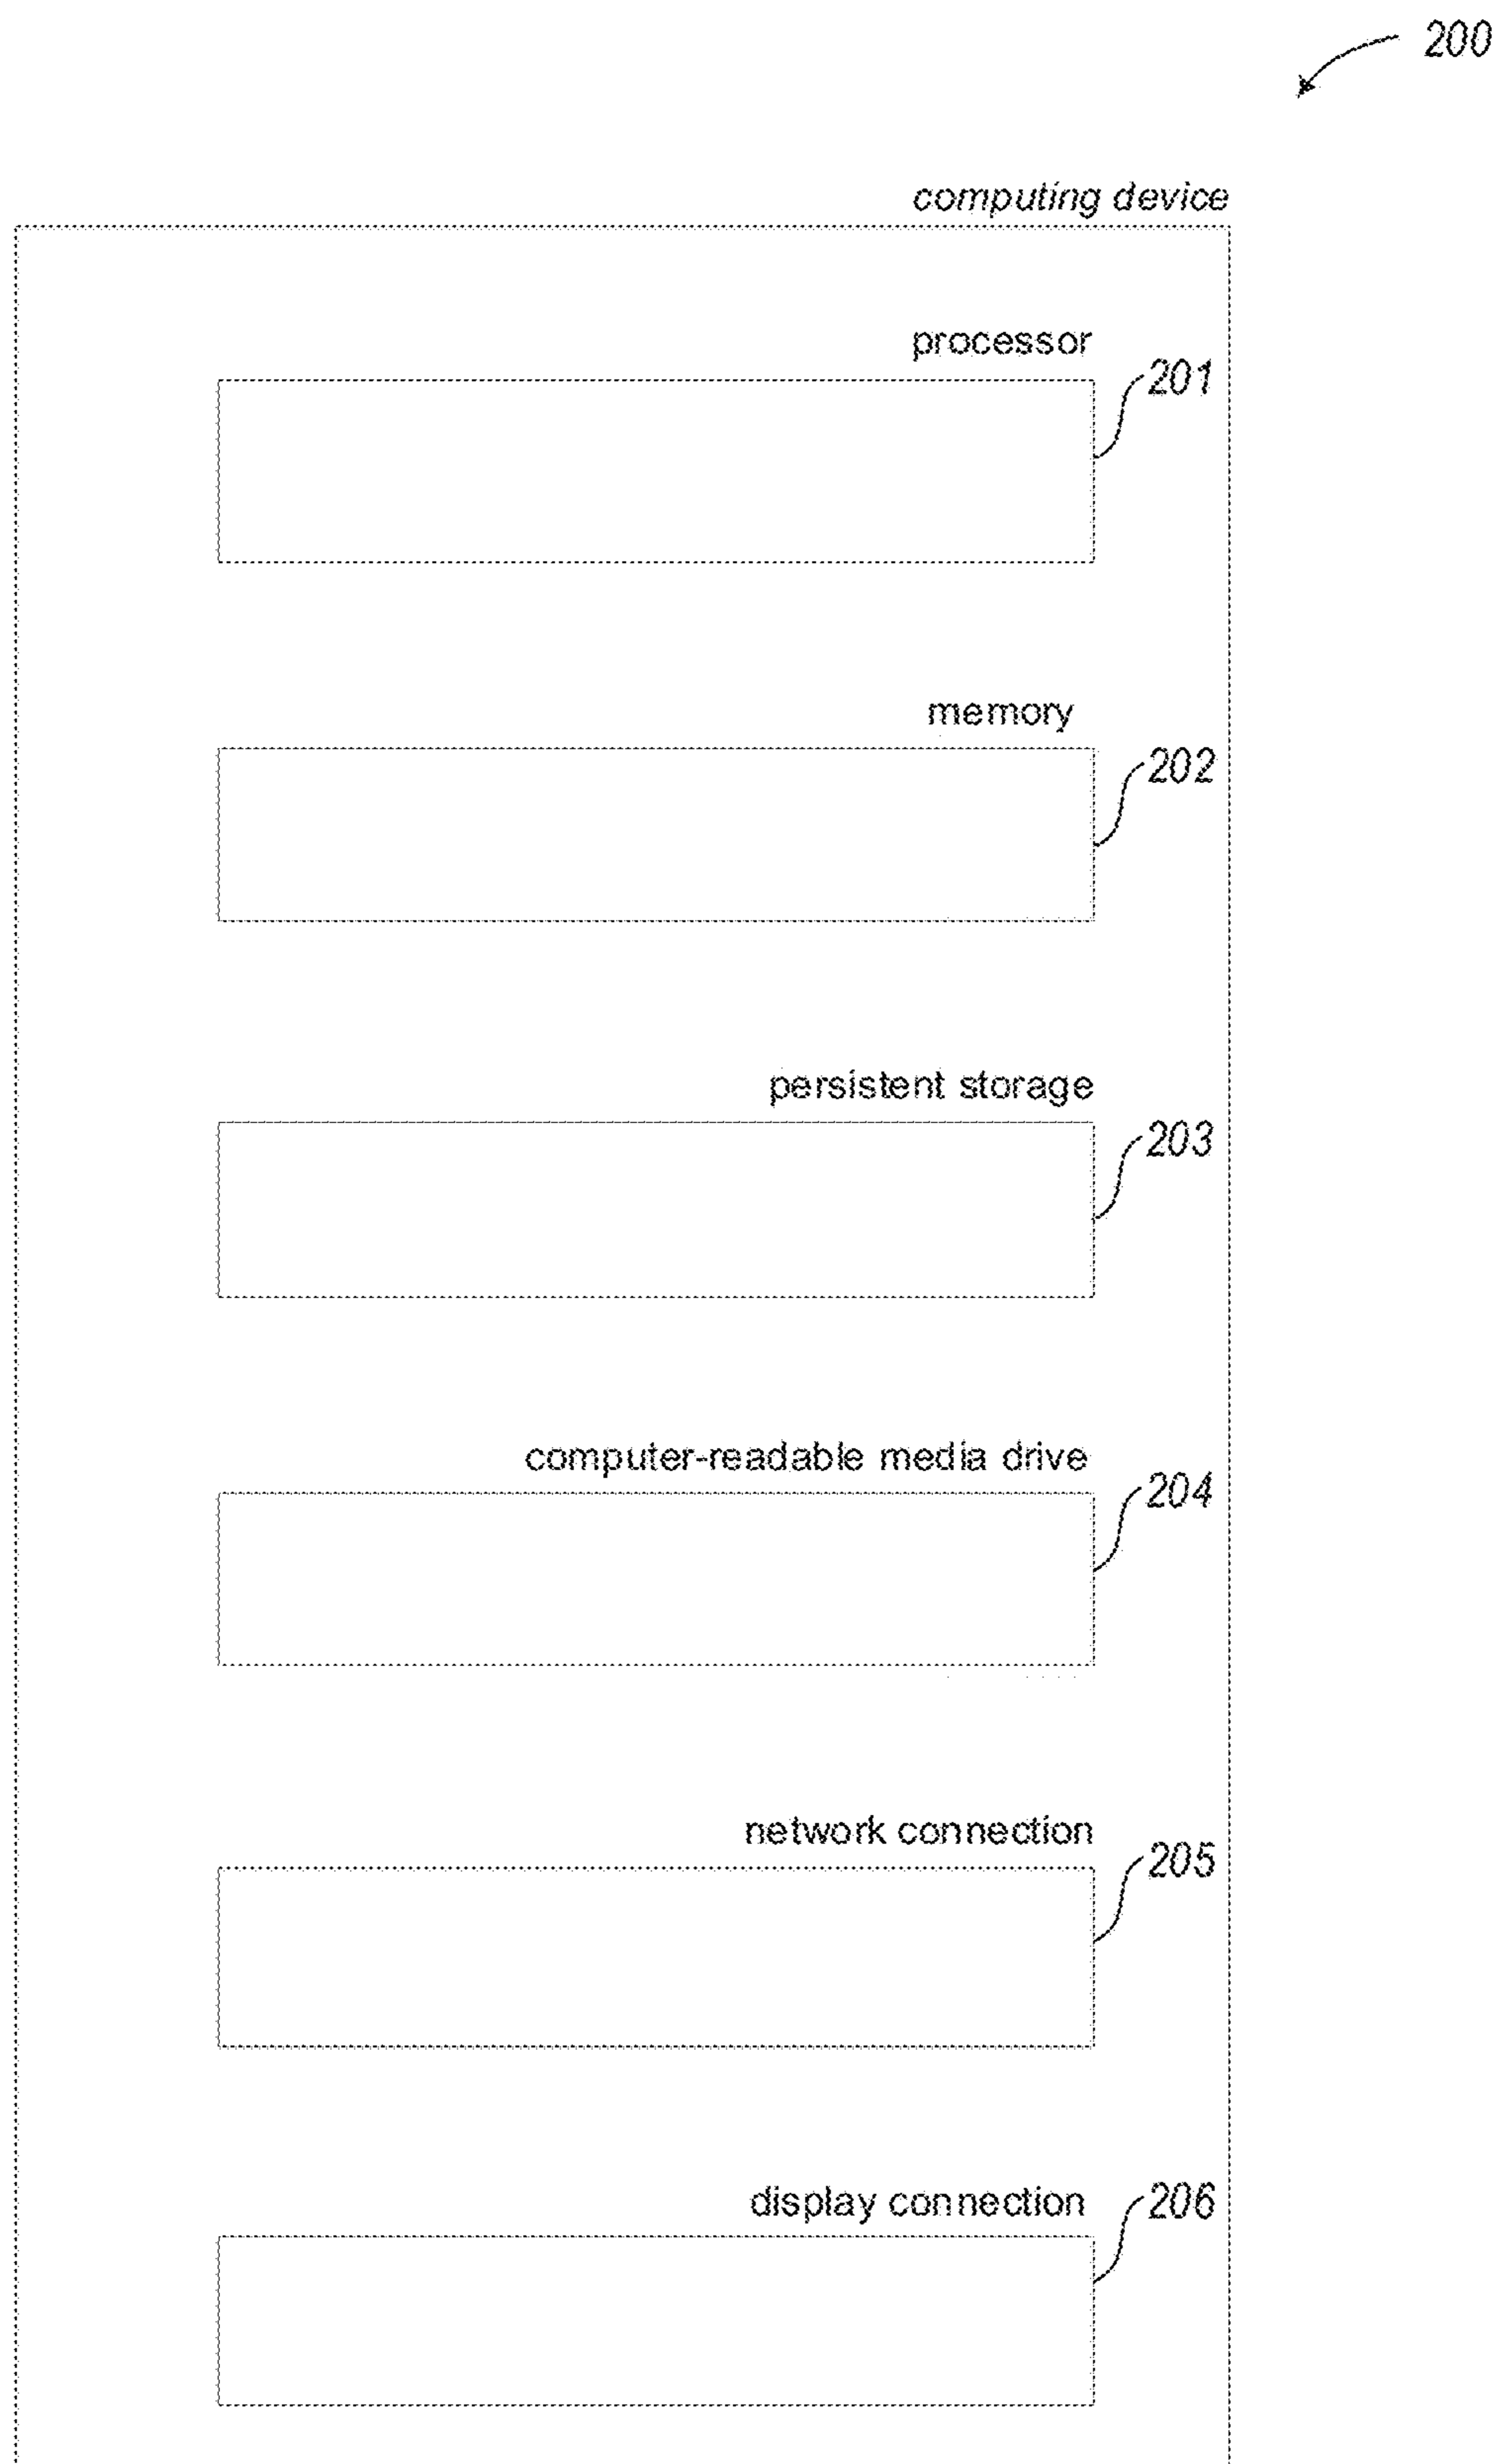 200
computing device
processor
201
memory
202
persistent storage
203
computer-readable media drive
204
network connection
205
display connection
206